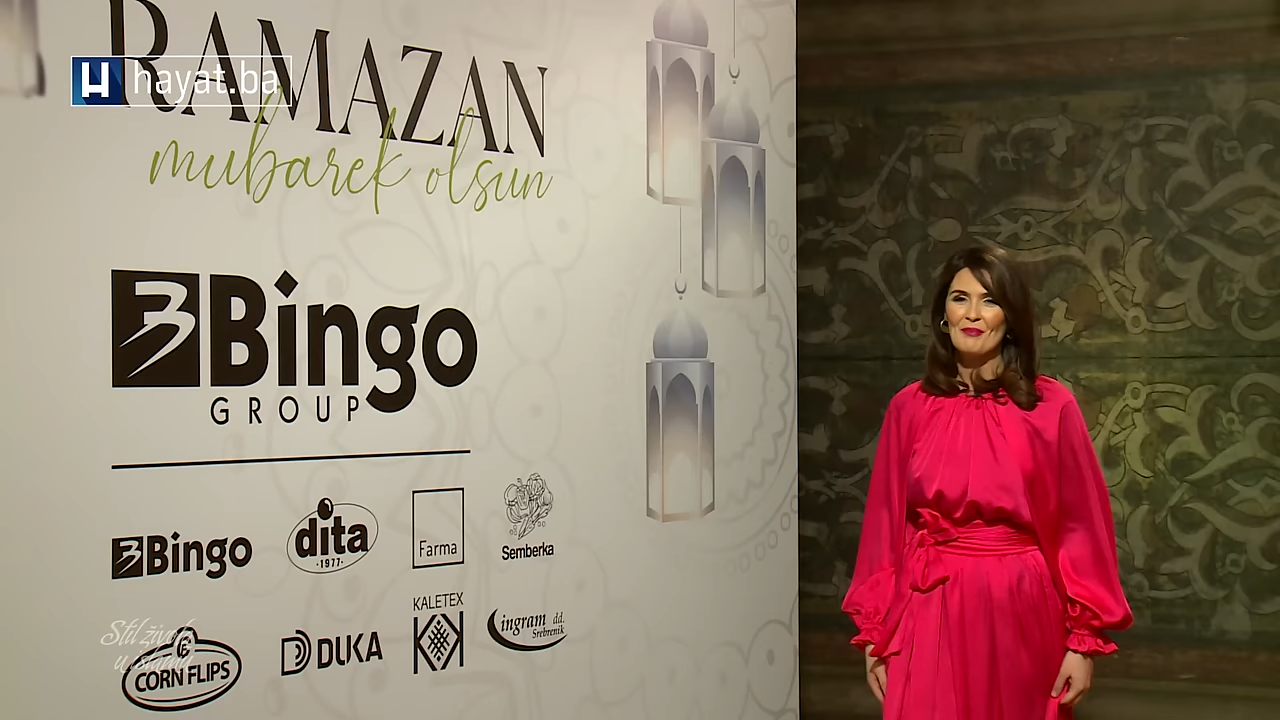 RAMAZAN
hayat.ba
mubarek olsun
Bingo
GROUP
Bingo
dita
·1977·
Farma
Semberka
Stil života
CORN FLIPS
DUKA
KALETEX
ingram dd.
Srebrenik